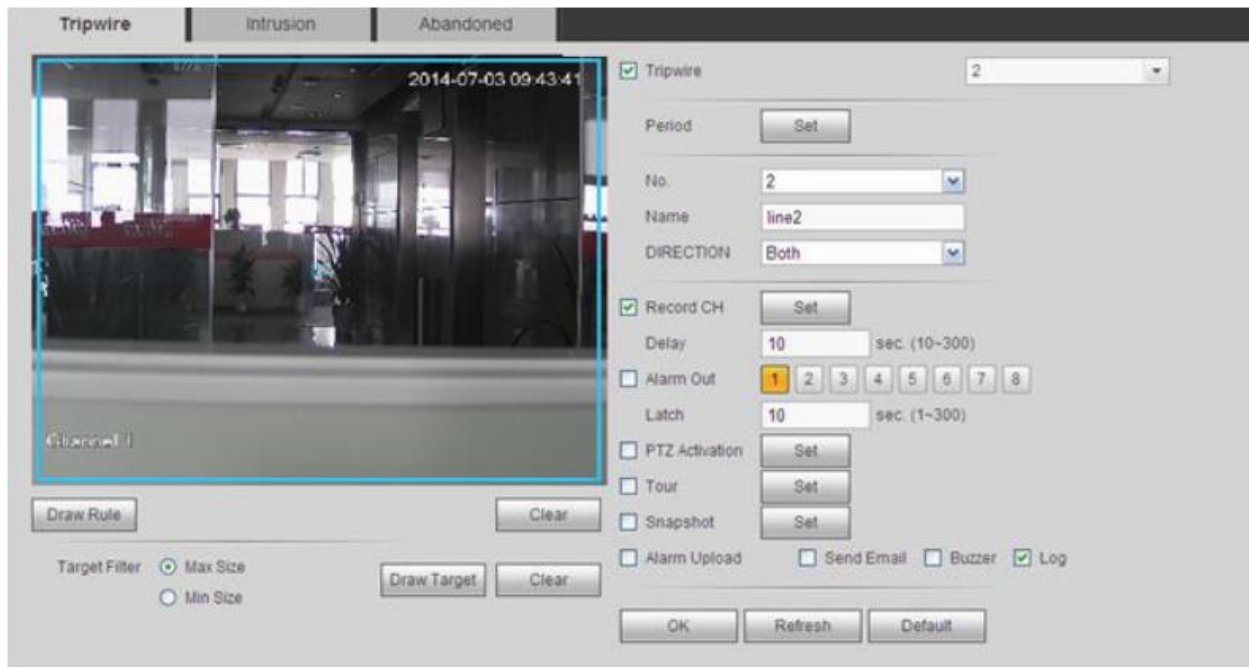 Tripwire Intrusion Abandoned
2014-07-03 09:43:41
Channel 1
Draw Rule Clear
Target Filter Max Size
Min Size
Draw Target Clear
Tripwire 2
Period Set
No. 2
Name line2
DIRECTION Both
Record CH Set
Delay 10 sec. (10~300)
Alarm Out 1 2 3 4 5 6 7 8
Latch 10 sec. (1~300)
PTZ Activation Set
Tour Set
Snapshot Set
Alarm Upload Send Email Buzzer Log
OK Refresh Default